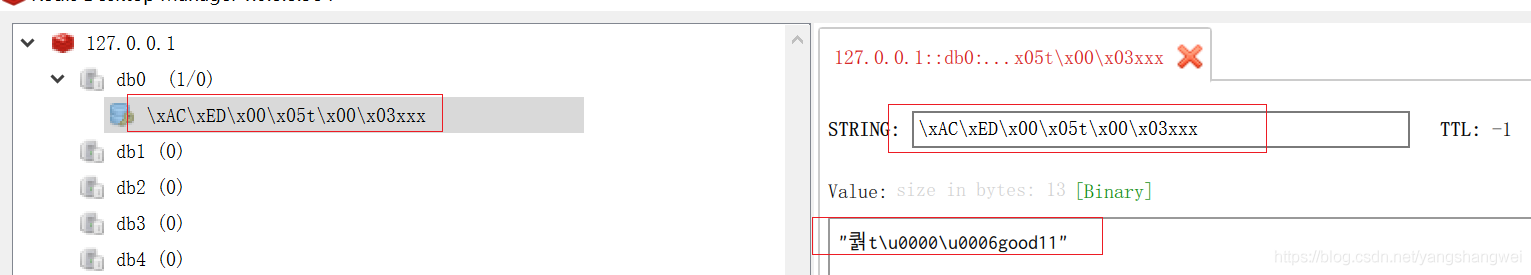 127.0.0.1
db0 (1/0)
\xAC\xED\x00\x05t\x00\x03xxx
db1 (0)
db2 (0)
db3 (0)
db4 (0)
127.0.0.1::db0:...x05t\x00\x03xxx
STRING: \xAC\xED\x00\x05t\x00\x03xxx TTL: -1
Value: size in bytes: 13 [Binary]
t\u0000\u0006good11"
https://blog.csdn.net/yangshangwei